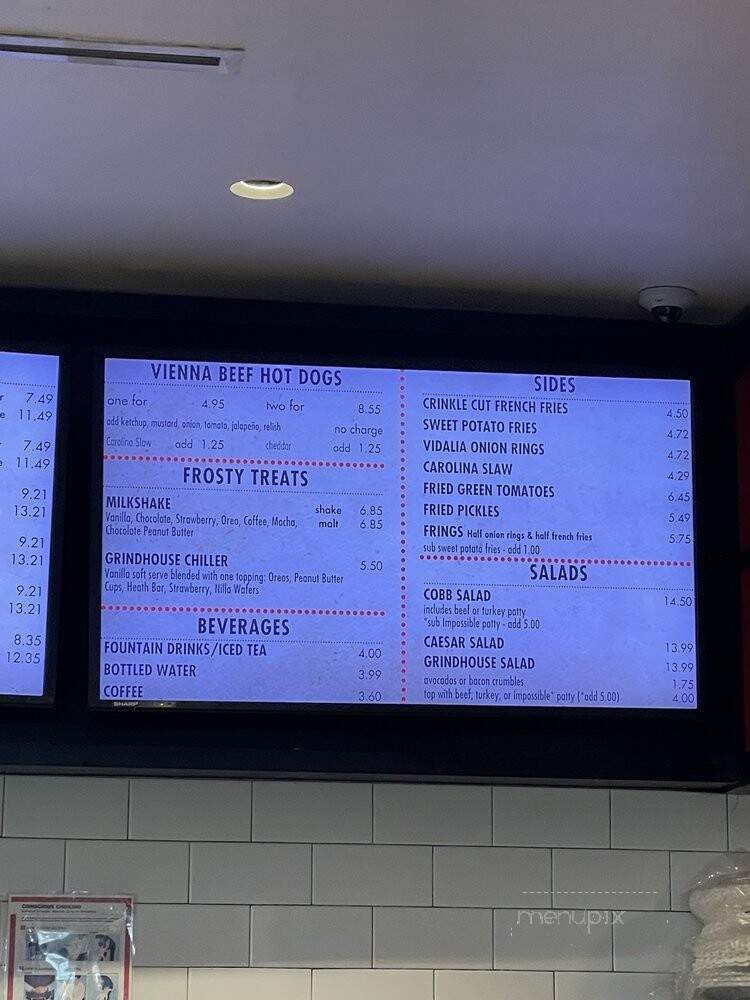 7.49
11.49
7.49
11.49
9.21
13.21
9.21
13.21
9.21
13.21
8.35
12.35
VIENNA BEEF HOT DOGS
one for 4.95 two for 8.55
add ketchup, mustard, onion, tomato, jalapeño, relish no charge
Carolina Slaw add 1.25 cheddar add 1.25
FROSTY TREATS
MILKSHAKE shake 6.85
Vanilla, Chocolate, Strawberry, Oreo, Coffee, Mocha, malt 6.85
Chocolate Peanut Butter
GRINDHOUSE CHILLER 5.50
Vanilla soft serve blended with one topping: Oreos, Peanut Butter
Cups, Heath Bar, Strawberry, Nilla Wafers
BEVERAGES
FOUNTAIN DRINKS/ICED TEA 4.00
BOTTLED WATER 3.99
COFFEE 3.60
SHARP
SIDES
CRINKLE CUT FRENCH FRIES 4.50
SWEET POTATO FRIES 4.72
VIDALIA ONION RINGS 4.72
CAROLINA SLAW 4.29
FRIED GREEN TOMATOES 6.45
FRIED PICKLES 5.49
FRINGS Half onion rings & half french fries 5.75
sub sweet potato fries - add 1.00
SALADS
COBB SALAD 14.50
includes beef or turkey patty
*sub Impossible patty - add 5.00
CAESAR SALAD 13.99
GRINDHOUSE SALAD 13.99
avocados or bacon crumbles 1.75
top with beef, turkey, or impossible* patty (*add 5.00) 4.00
menupix
CONSCIOUS CHOKING